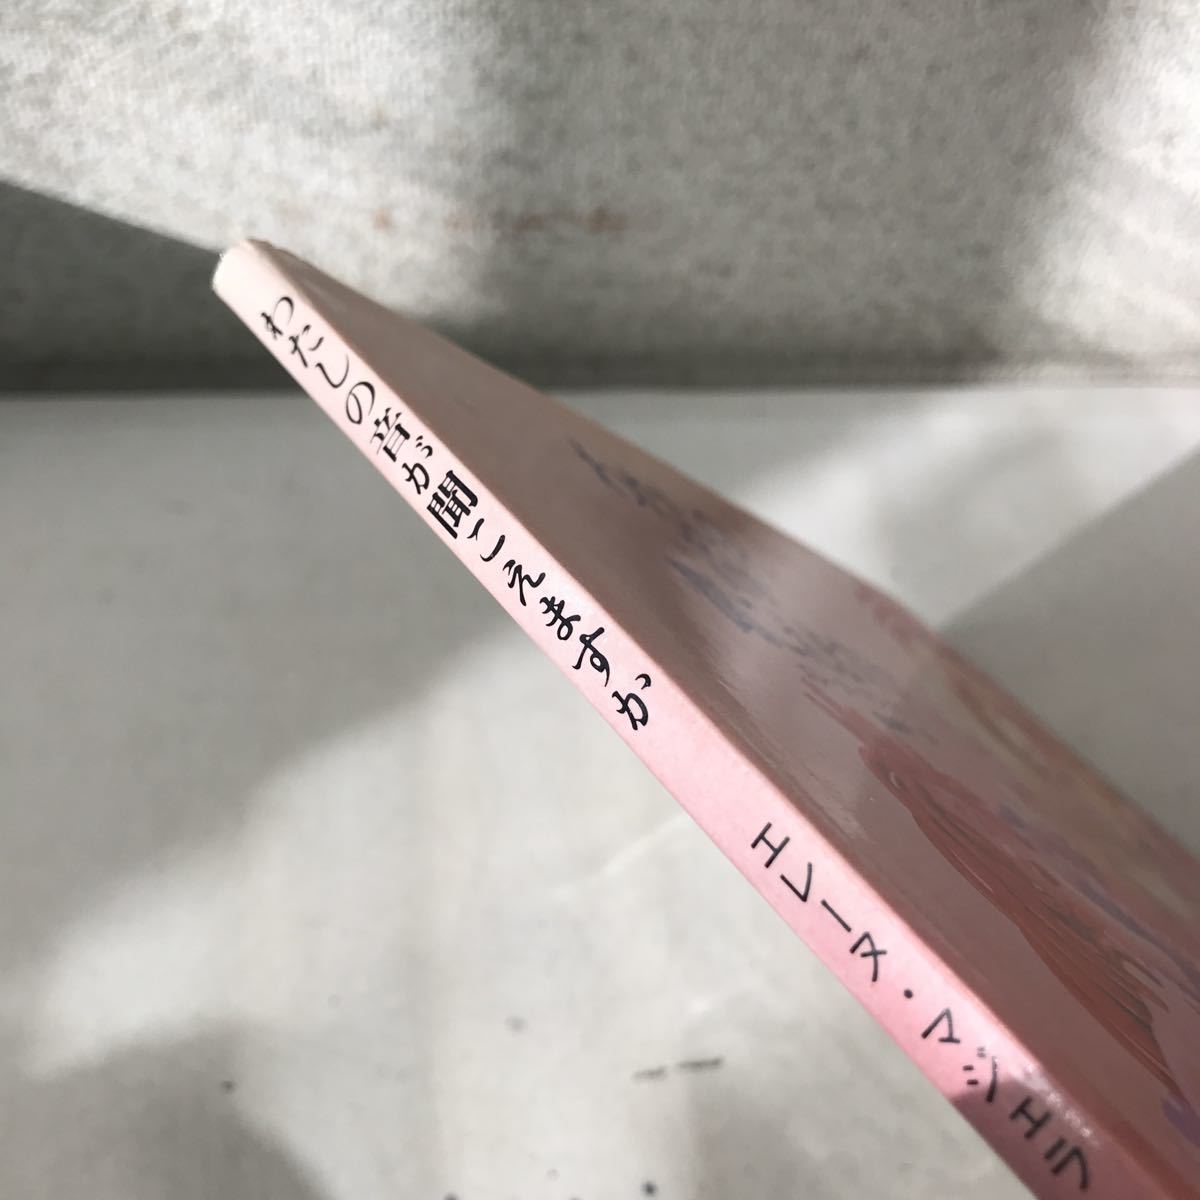 わたしの音が聞こえますか
エレーヌ・マジェラ